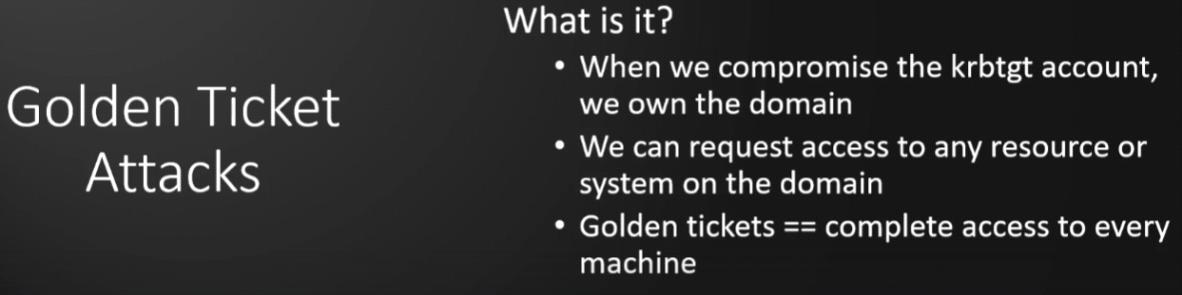 Golden Ticket
Attacks
What is it?
• When we compromise the krbtgt account,
we own the domain
• We can request access to any resource or
system on the domain
• Golden tickets == complete access to every
machine